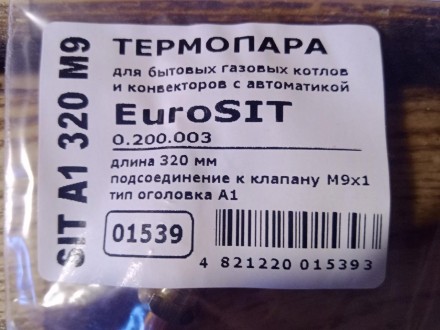 SIT A1 320 M9
ТЕРМОПАРА
для бытовых газовых котлов
и конвекторов с автоматикой
EuroSIT
0.200.003
длина 320 мм
подсоединение к клапану М9х1
тип оголовка А1
01539
4 821220 015393